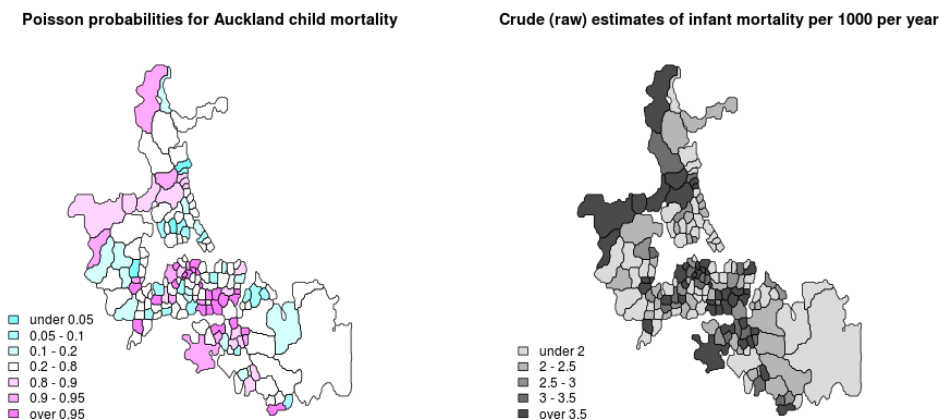 Poisson probabilities for Auckland child mortality
under 0.05
0.05 - 0.1
0.1 - 0.2
0.2 - 0.8
0.8 - 0.9
0.9 - 0.95
over 0.95
Crude (raw) estimates of infant mortality per 1000 per year
under 2
2 - 2.5
2.5 - 3
3 - 3.5
over 3.5